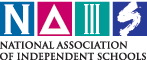 NAIS
NATIONAL ASSOCIATION
OF INDEPENDENT SCHOOLS